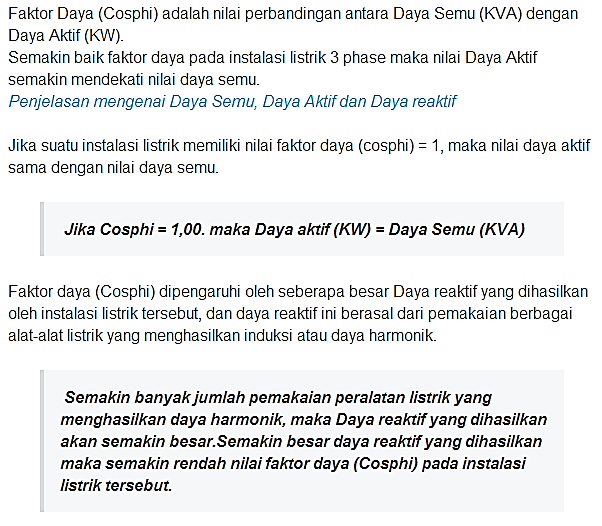 Faktor Daya (Cosphi) adalah nilai perbandingan antara Daya Semu (KVA) dengan
Daya Aktif (KW).
Semakin baik faktor daya pada instalasi listrik 3 phase maka nilai Daya Aktif
semakin mendekati nilai daya semu.
Penjelasan mengenai Daya Semu, Daya Aktif dan Daya reaktif
Jika suatu instalasi listrik memiliki nilai faktor daya (cosphi) = 1, maka nilai daya aktif
sama dengan nilai daya semu.
Jika Cosphi = 1,00. maka Daya aktif (KW) = Daya Semu (KVA)
Faktor daya (Cosphi) dipengaruhi oleh seberapa besar Daya reaktif yang dihasilkan
oleh instalasi listrik tersebut, dan daya reaktif ini berasal dari pemakaian berbagai
alat-alat listrik yang menghasilkan induksi atau daya harmonik.
Semakin banyak jumlah pemakaian peralatan listrik yang
menghasilkan daya harmonik, maka Daya reaktif yang dihasilkan
akan semakin besar.Semakin besar daya reaktif yang dihasilkan
maka semakin rendah nilai faktor daya (Cosphi) pada instalasi
listrik tersebut.